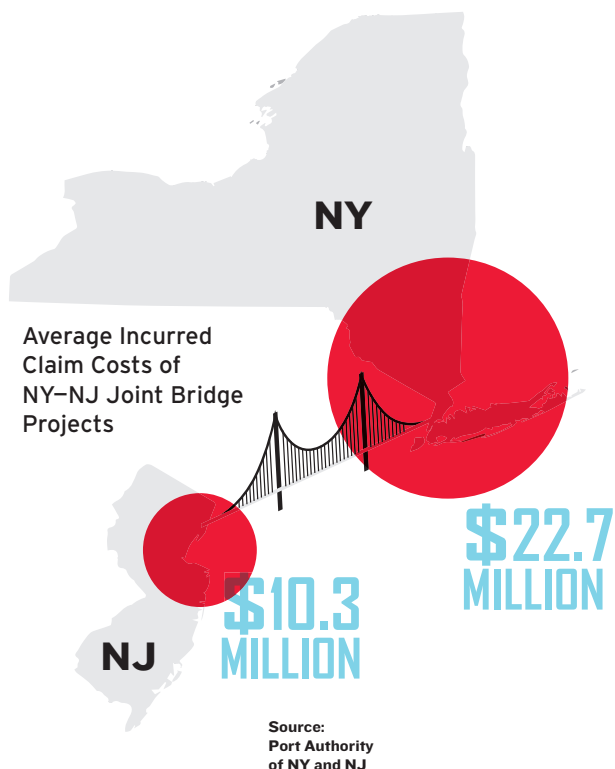 NY
Average Incurred
Claim Costs of
NY–NJ Joint Bridge
Projects
$22.7
MILLION
$10.3
MILLION
NJ
Source:
Port Authority
of NY and NJ